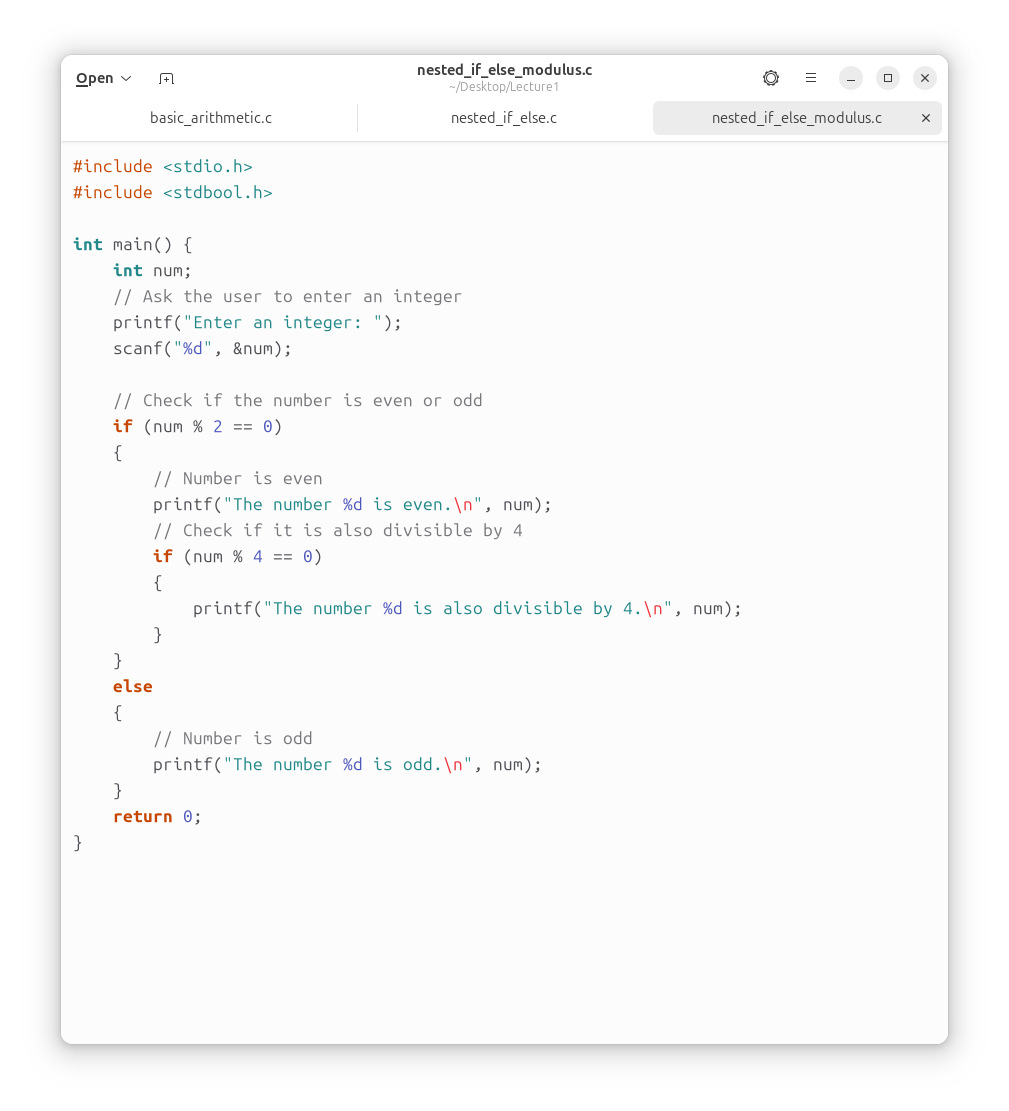 Open
nested_if_else_modulus.c
~/Desktop/Lecture1
basic_arithmetic.c
nested_if_else.c
nested_if_else_modulus.c
#include <stdio.h>
#include <stdbool.h>

int main() {
    int num;
    // Ask the user to enter an integer
    printf("Enter an integer: ");
    scanf("%d", &num);

    // Check if the number is even or odd
    if (num % 2 == 0)
    {
        // Number is even
        printf("The number %d is even.\n", num);
        // Check if it is also divisible by 4
        if (num % 4 == 0)
        {
            printf("The number %d is also divisible by 4.\n", num);
        }
    }
    else
    {
        // Number is odd
        printf("The number %d is odd.\n", num);
    }
    return 0;
}